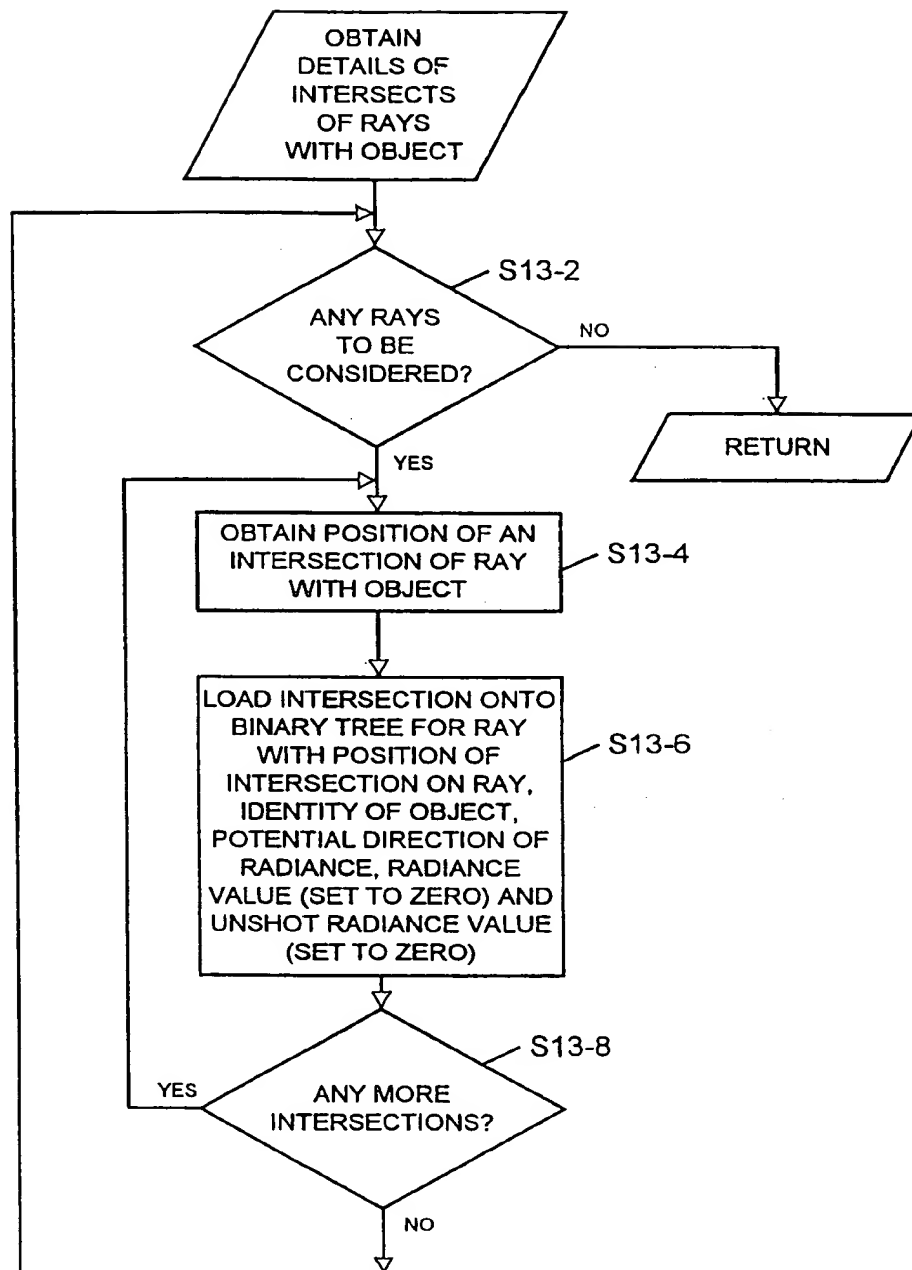 OBTAIN
DETAILS OF
INTERSECTS
OF RAYS
WITH OBJECT
S13-2
ANY RAYS
TO BE
CONSIDERED?
NO
RETURN
YES
OBTAIN POSITION OF AN
INTERSECTION OF RAY
WITH OBJECT
S13-4
LOAD INTERSECTION ONTO
BINARY TREE FOR RAY
WITH POSITION OF
INTERSECTION ON RAY,
IDENTITY OF OBJECT,
POTENTIAL DIRECTION OF
RADIANCE, RADIANCE
VALUE (SET TO ZERO) AND
UNSHOT RADIANCE VALUE
(SET TO ZERO)
S13-6
S13-8
YES
ANY MORE
INTERSECTIONS?
NO